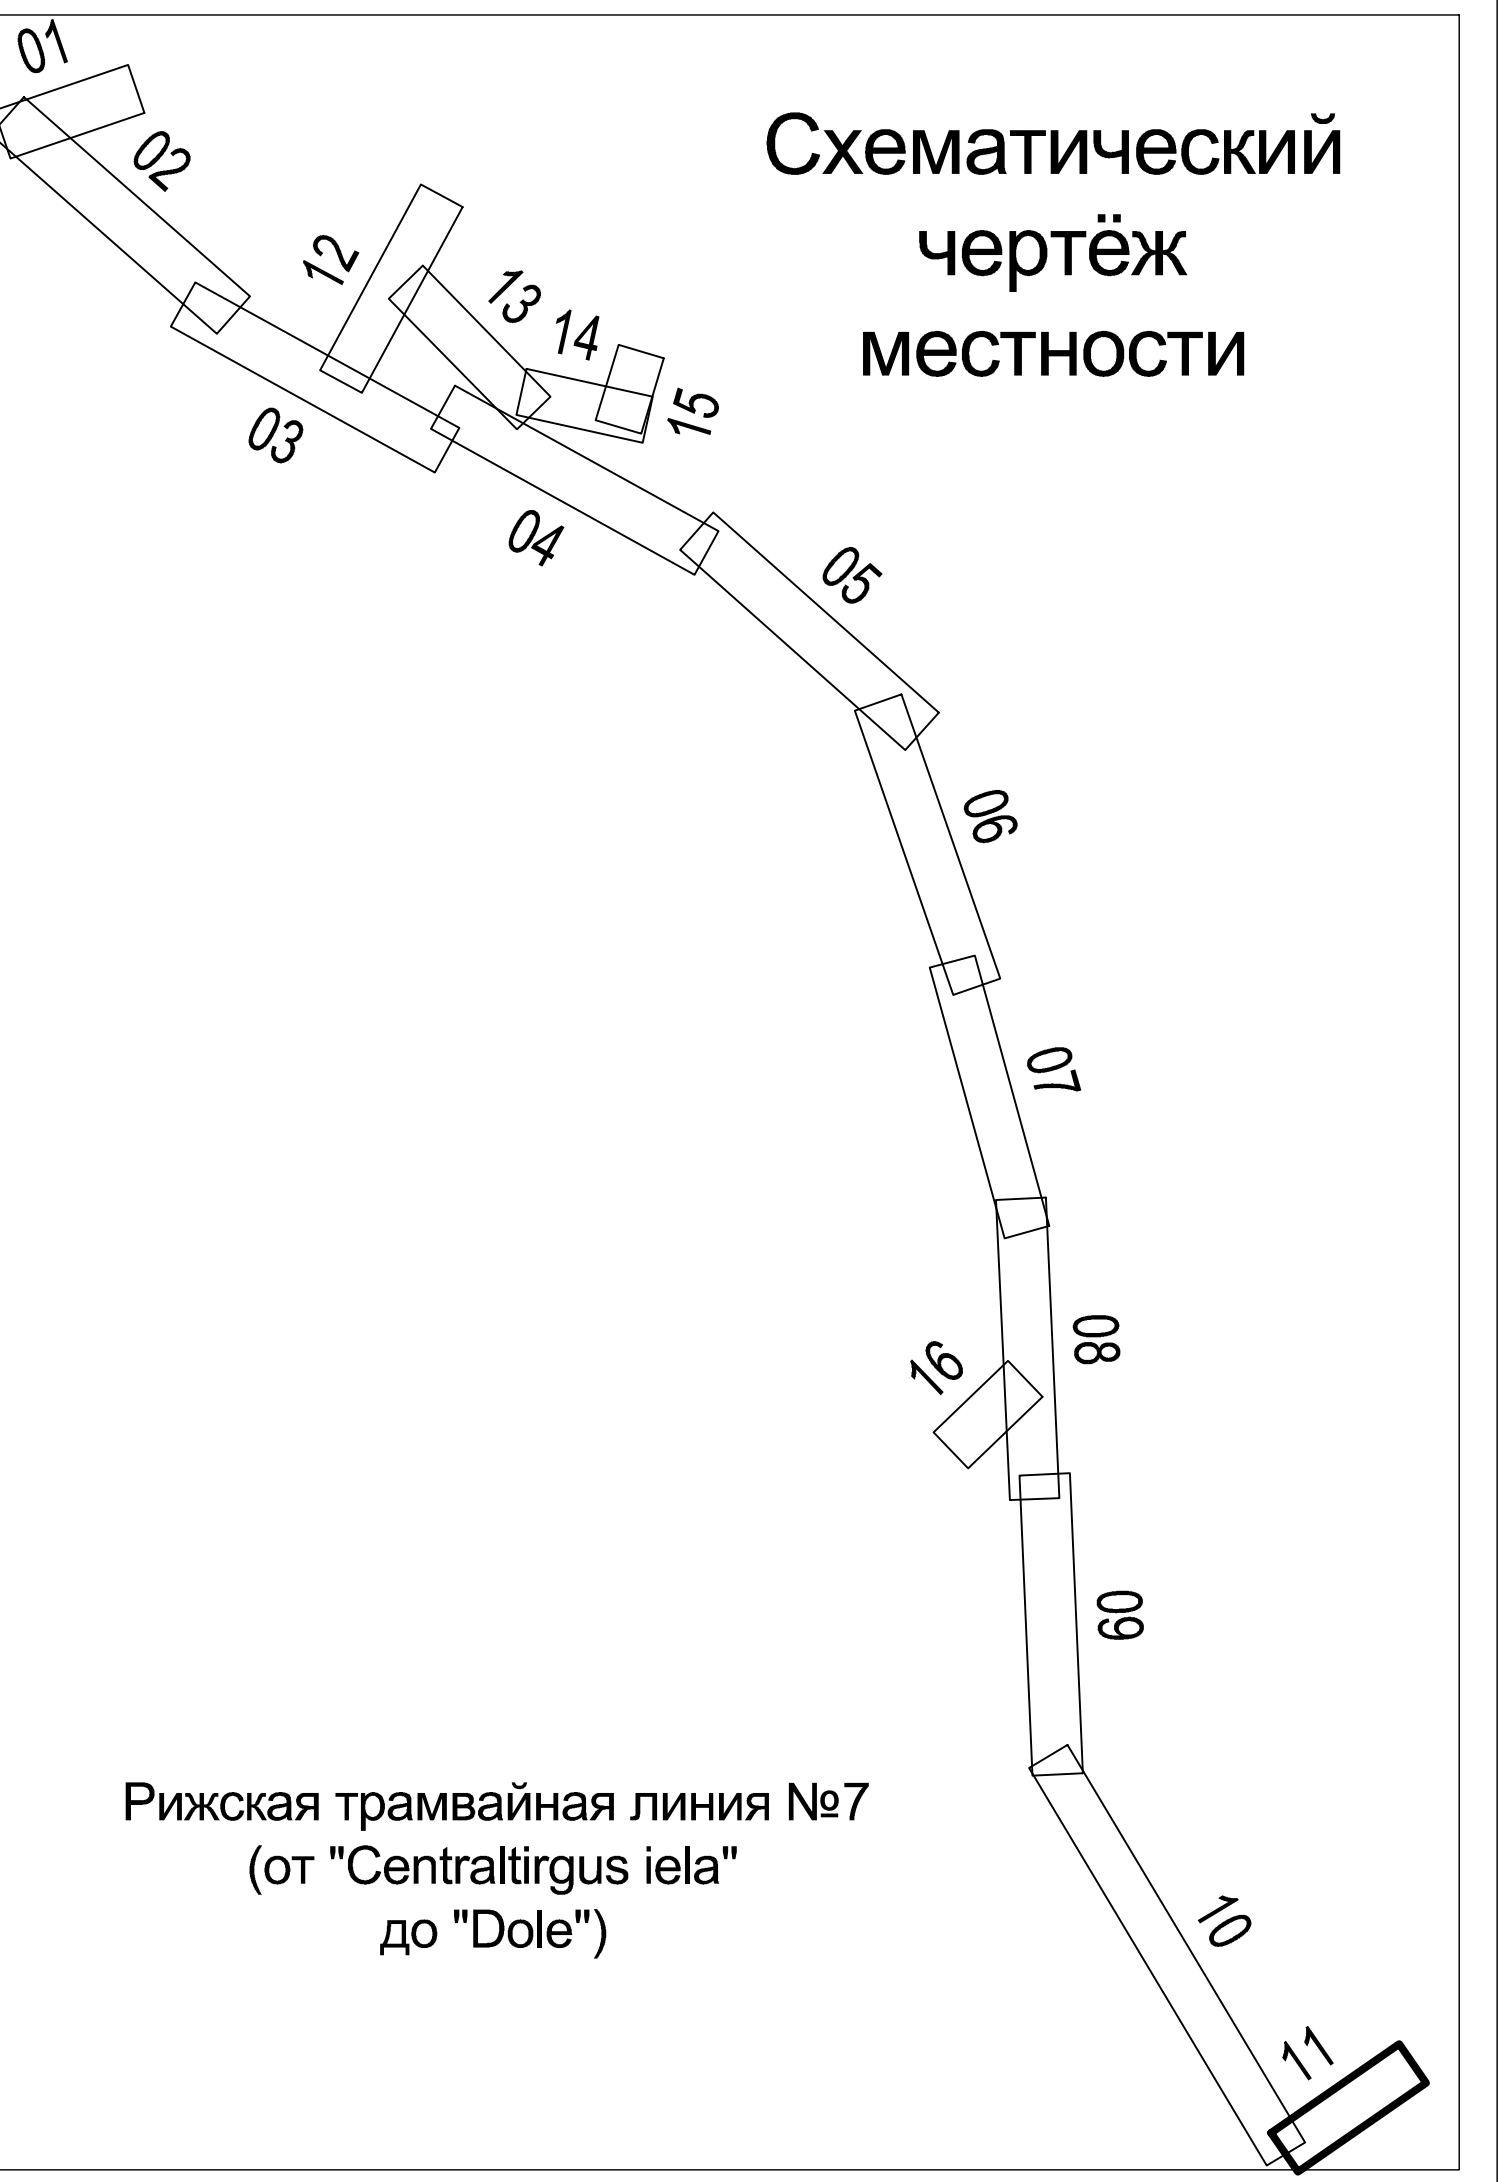 01
02
Схематический
чертёж
местности
12
13
14
15
03
04
05
06
07
08
16
09
Рижская трамвайная линия №7
(от "Centraltirgus iela"
до "Dole")
10
11